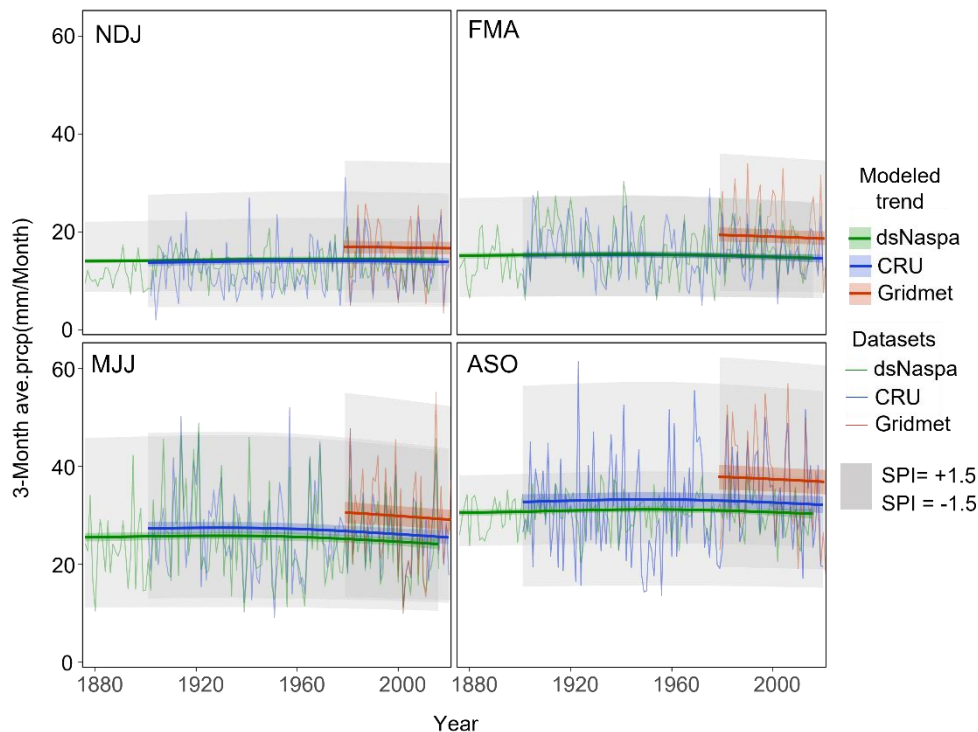 NDJ
FMA
60
40
20
0
MJJ
ASO
60
40
20
0
1880
1920
1960
2000
1880
1920
1960
2000
3-Month ave.prcp(mm/Month)
Year
Modeled
trend
dsNaspa
CRU
Gridmet
Datasets
dsNaspa
CRU
Gridmet
SPI= +1.5
SPI = -1.5